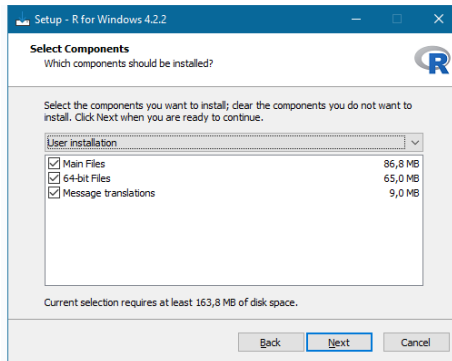 Setup - R for Windows 4.2.2
Select Components
Which components should be installed?
R
Select the components you want to install; clear the components you do not want to
install. Click Next when you are ready to continue.
User installation
Main Files 86,8 MB
64-bit Files 65,0 MB
Message translations 9,0 MB
Current selection requires at least 163,8 MB of disk space.
Back Next Cancel